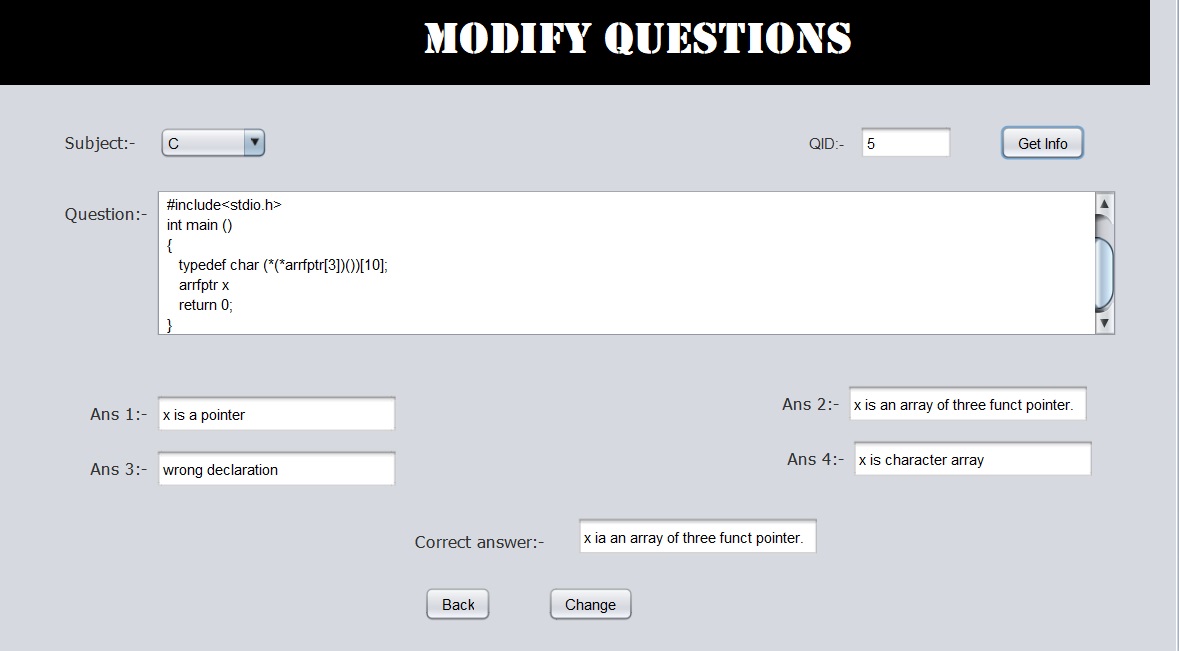 MODIFY QUESTIONS
Subject:- C QID:- 5 Get Info
Question:- #include<stdio.h>
int main ()
{
typedef char (*(*arrfptr[3])())[10];
arrfptr x
return 0;
}
Ans 1:- x is a pointer
Ans 2:- x is an array of three funct pointer.
Ans 3:- wrong declaration
Ans 4:- x is character array
Correct answer:- x ia an array of three funct pointer.
Back Change